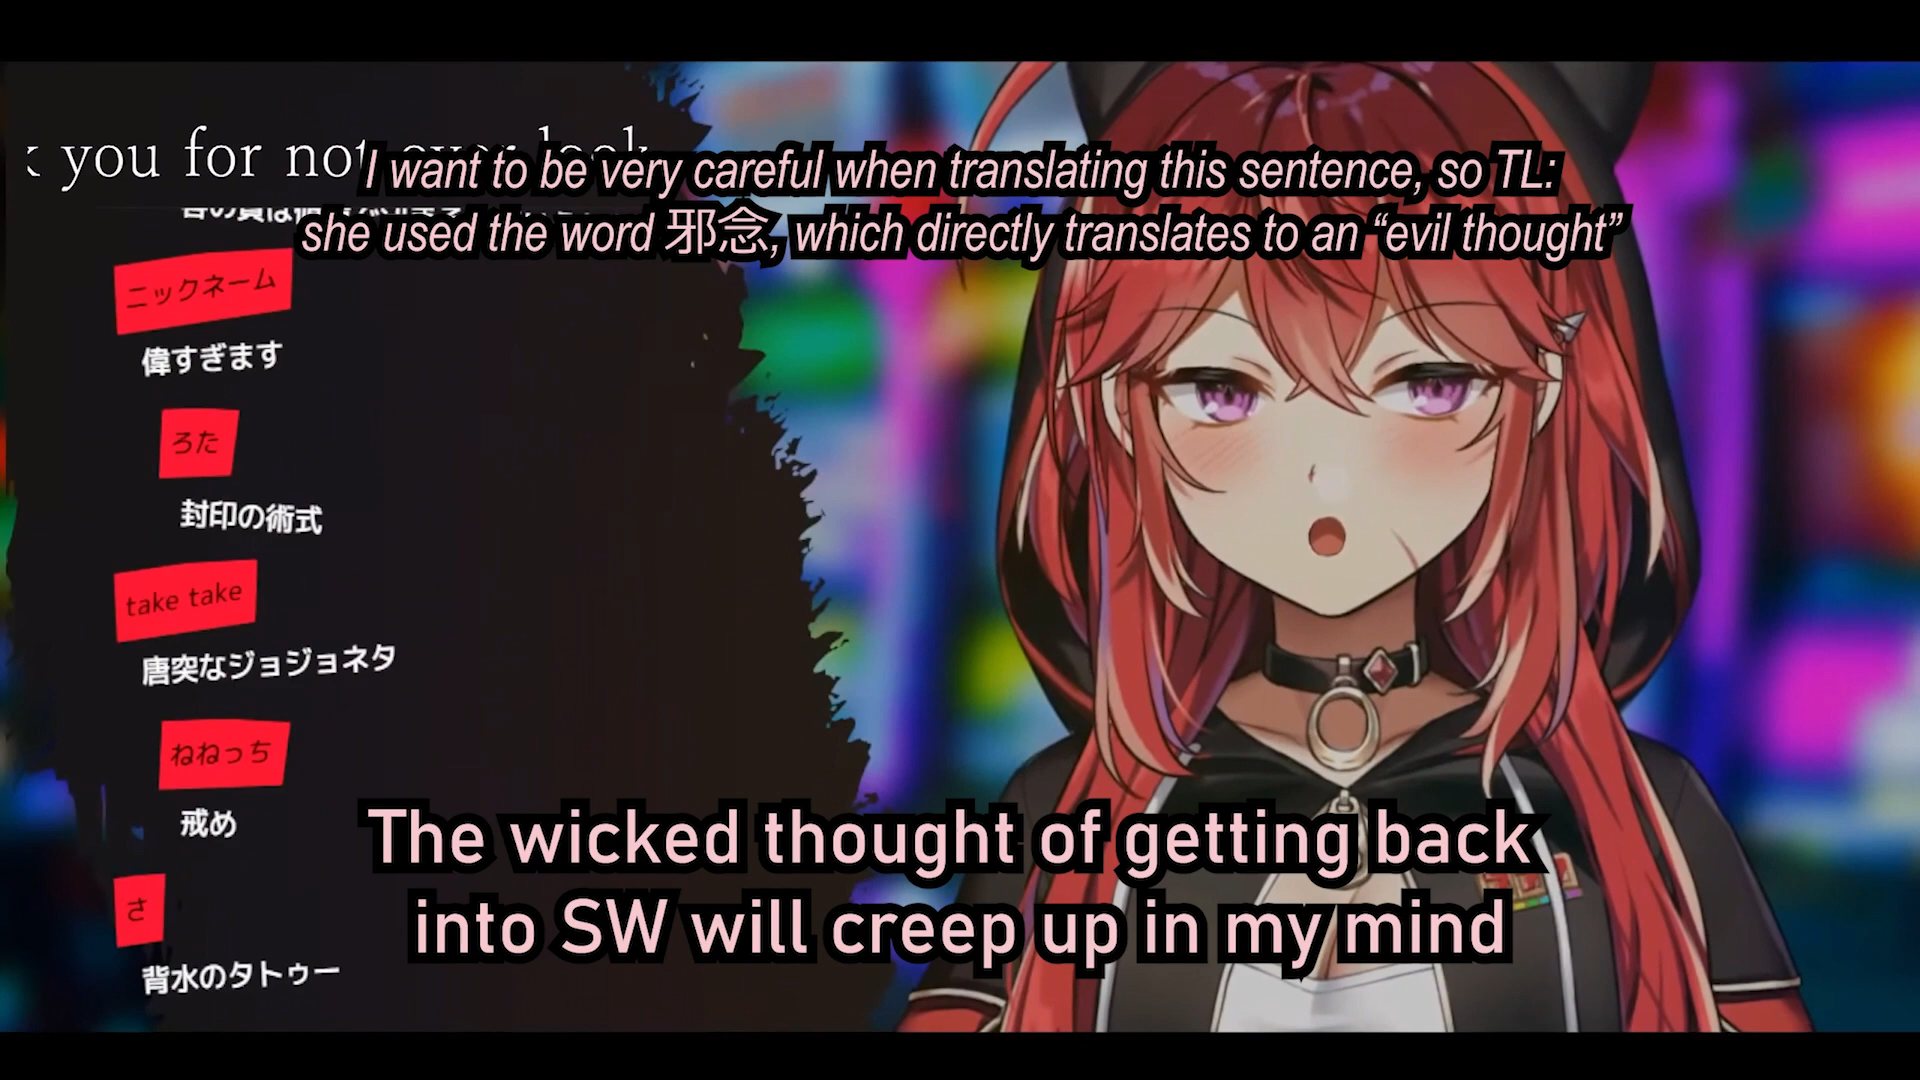 you for not
I want to be very careful when translating this sentence, so TL:
she used the word 邪念, which directly translates to an “evil thought”
ニックネーム
偉すぎます
ろた
封印の術式
take take
唐突なジョジョネタ
ねねっち
戒め
さ
背水のタトゥー
The wicked thought of getting back
into SW will creep up in my mind